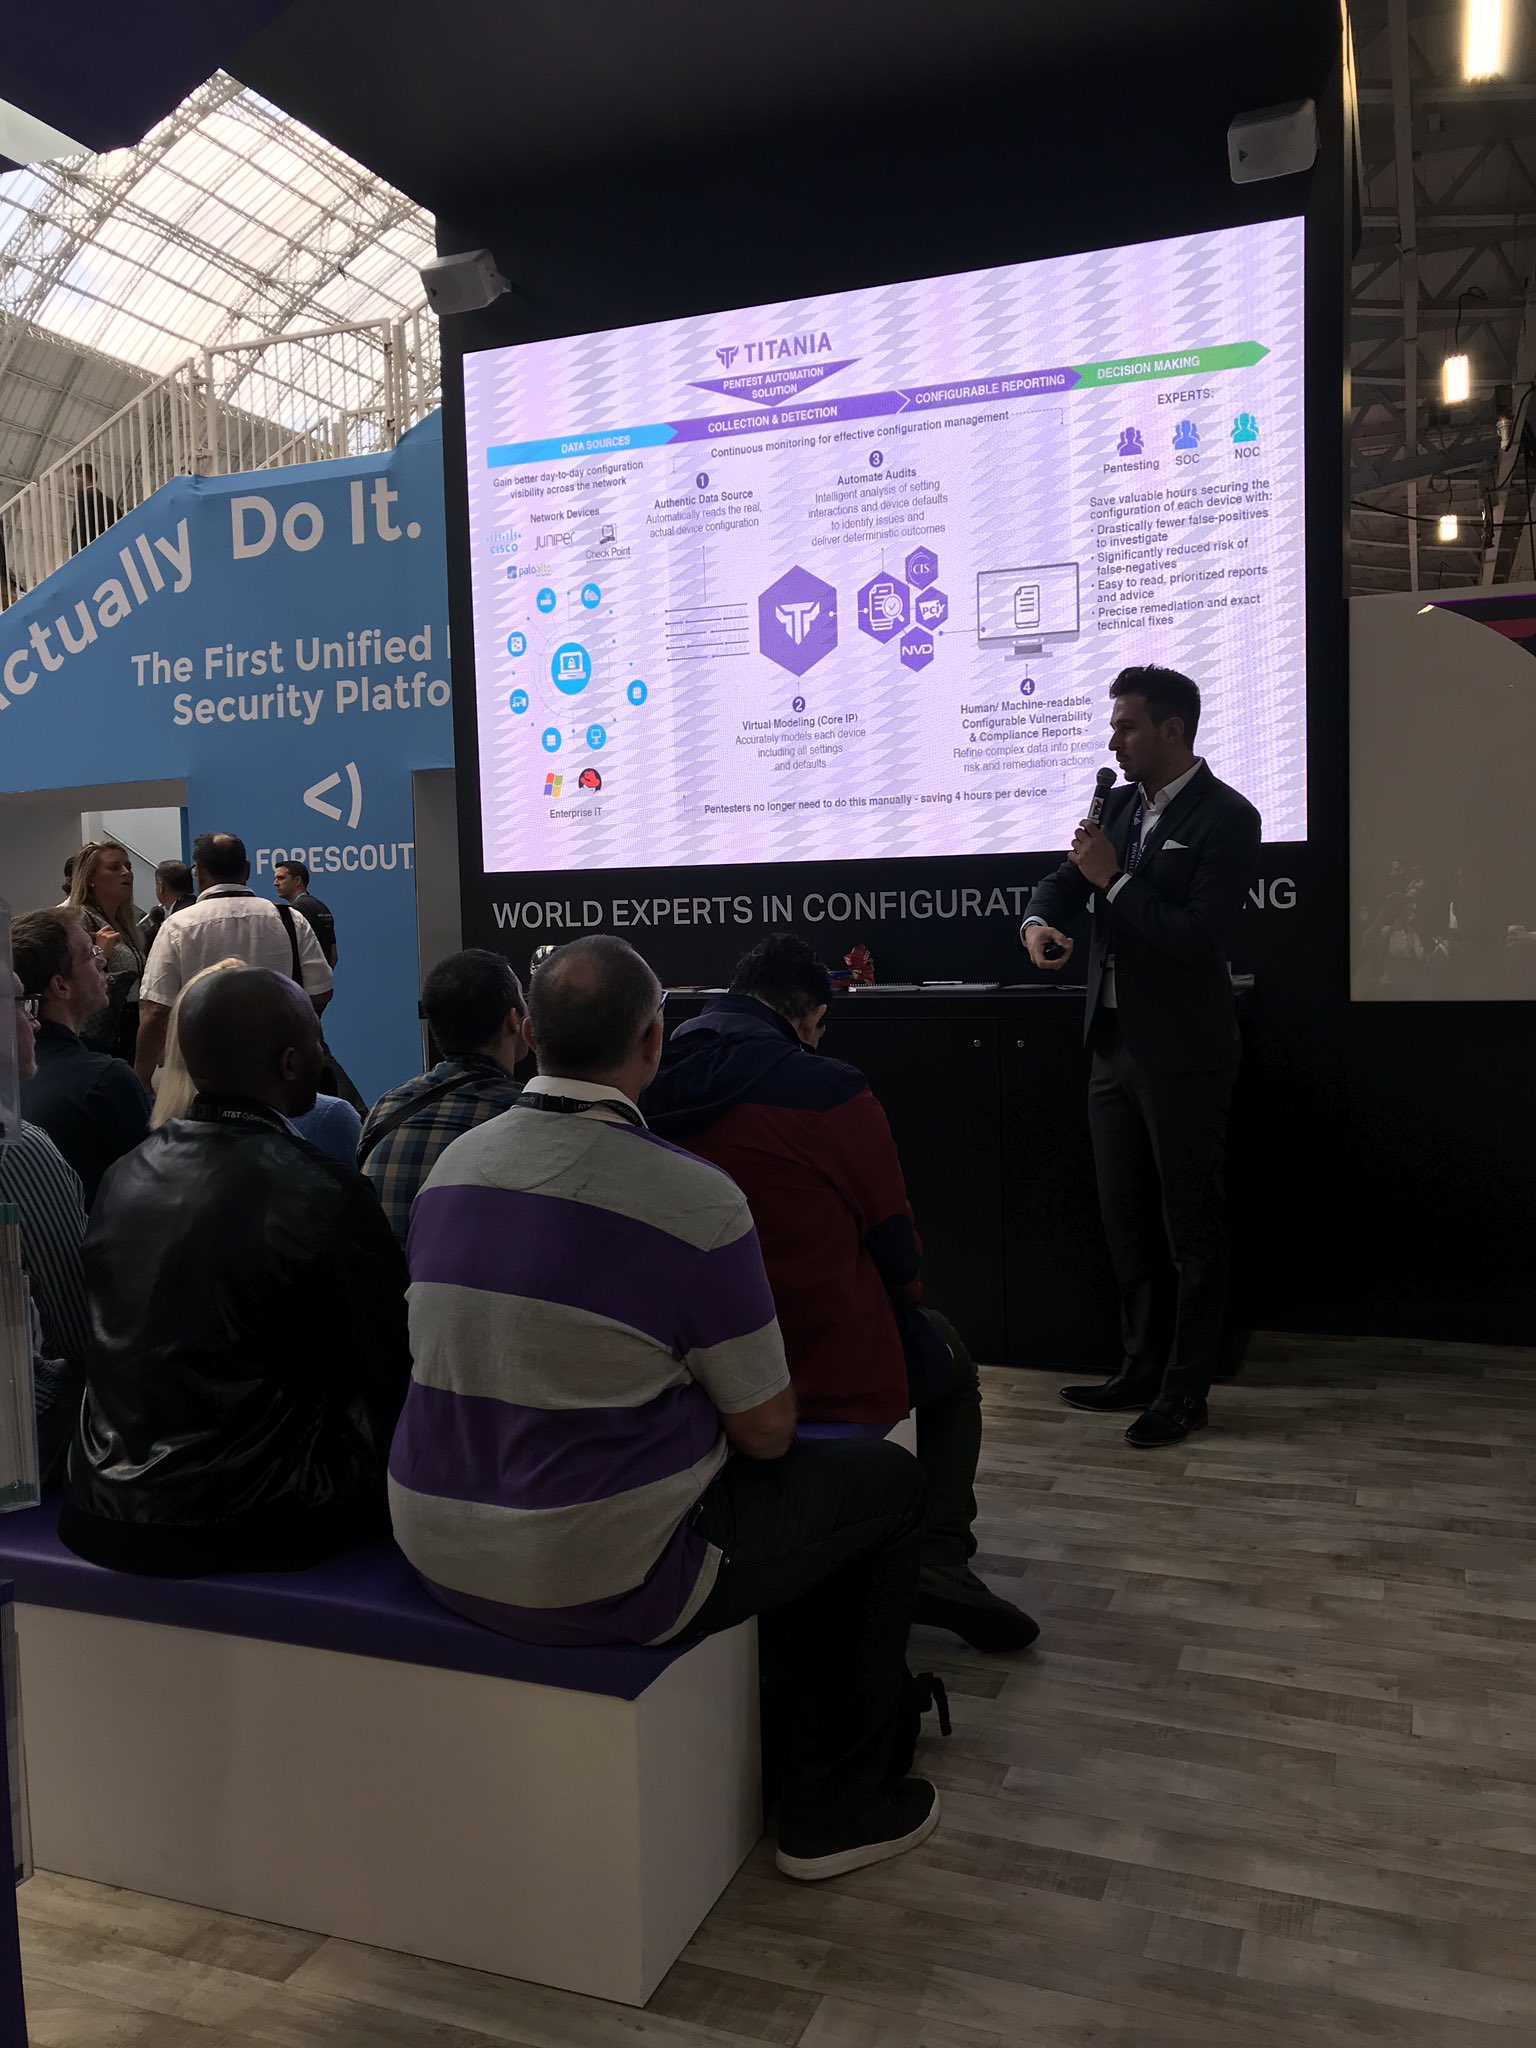 Actually Do It.
The First Unified
Security Platfo
FORESCOUT
TITANIA
PENTEST AUTOMATION
SOLUTION
DATA SOURCES
COLLECTION & DETECTION
CONFIGURABLE REPORTING
DECISION MAKING
Gain better day-to-day configuration
visibility across the network
Network Devices
CISCO
JUNIPER
Check Point
paloalto
Enterprise IT
Continuous monitoring for effective configuration management
1
Authentic Data Source
Automatically reads the real,
actual device configuration
2
Virtual Modeling (Core IP)
Accurately models each device
including all settings
and defaults
3
Automate Audits
Intelligent analysis of setting
interactions and device defaults
to identify issues and
deliver deterministic outcomes
CIS
PCI
NVD
4
Human/ Machine-readable,
Configurable Vulnerability
& Compliance Reports -
Refine complex data into precise
risk and remediation actions
Pentesters no longer need to do this manually - saving 4 hours per device
EXPERTS:
Pentesting
SOC
NOC
Save valuable hours securing the
configuration of each device with:
• Drastically fewer false-positives
to investigate
• Significantly reduced risk of
false-negatives
• Easy to read, prioritized reports
and advice
• Precise remediation and exact
technical fixes
WORLD EXPERTS IN CONFIGURAT NG
TITANIA
AT&T Cybersecurity